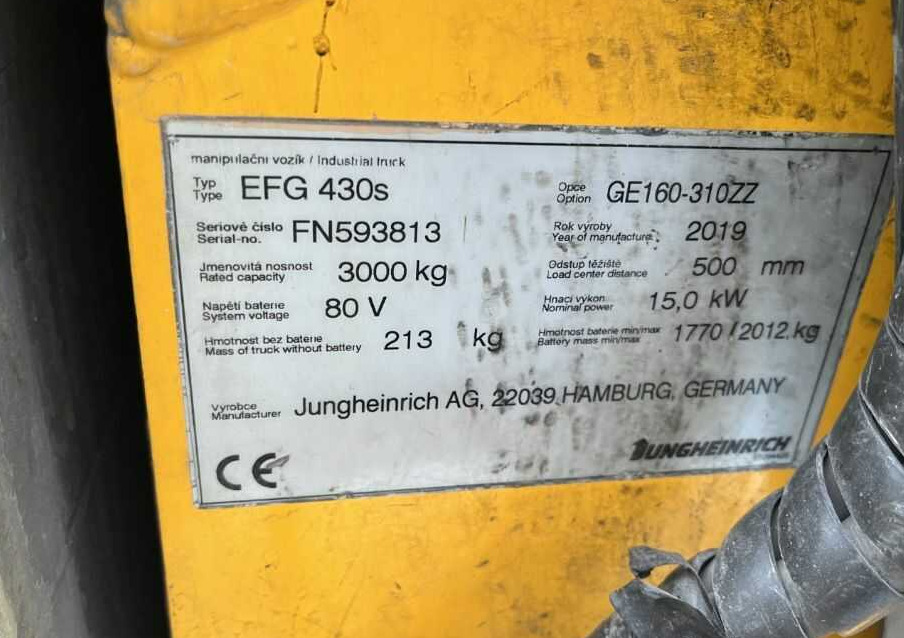 manipulační vozík / Industrial truck
Typ
Type EFG 430s
Opce
Option GE160-310ZZ
Seriové číslo
Serial-no. FN593813
Rok výroby
Year of manufacture: 2019
Jmenovitá nosnost
Rated capacity 3000 kg
Odstup těžiště
Load center distance 500 mm
Napětí baterie
System voltage 80 V
Hnací výkon
Nominal power 15,0 kW
Hmotnost bez baterie
Mass of truck without battery 213 kg
Hmotnost baterie min/max
Battery mass min/max 1770 / 2012 kg
Vyrobce
Manufacturer Jungheinrich AG, 22039 HAMBURG, GERMANY
CE
JUNGHEINRICH